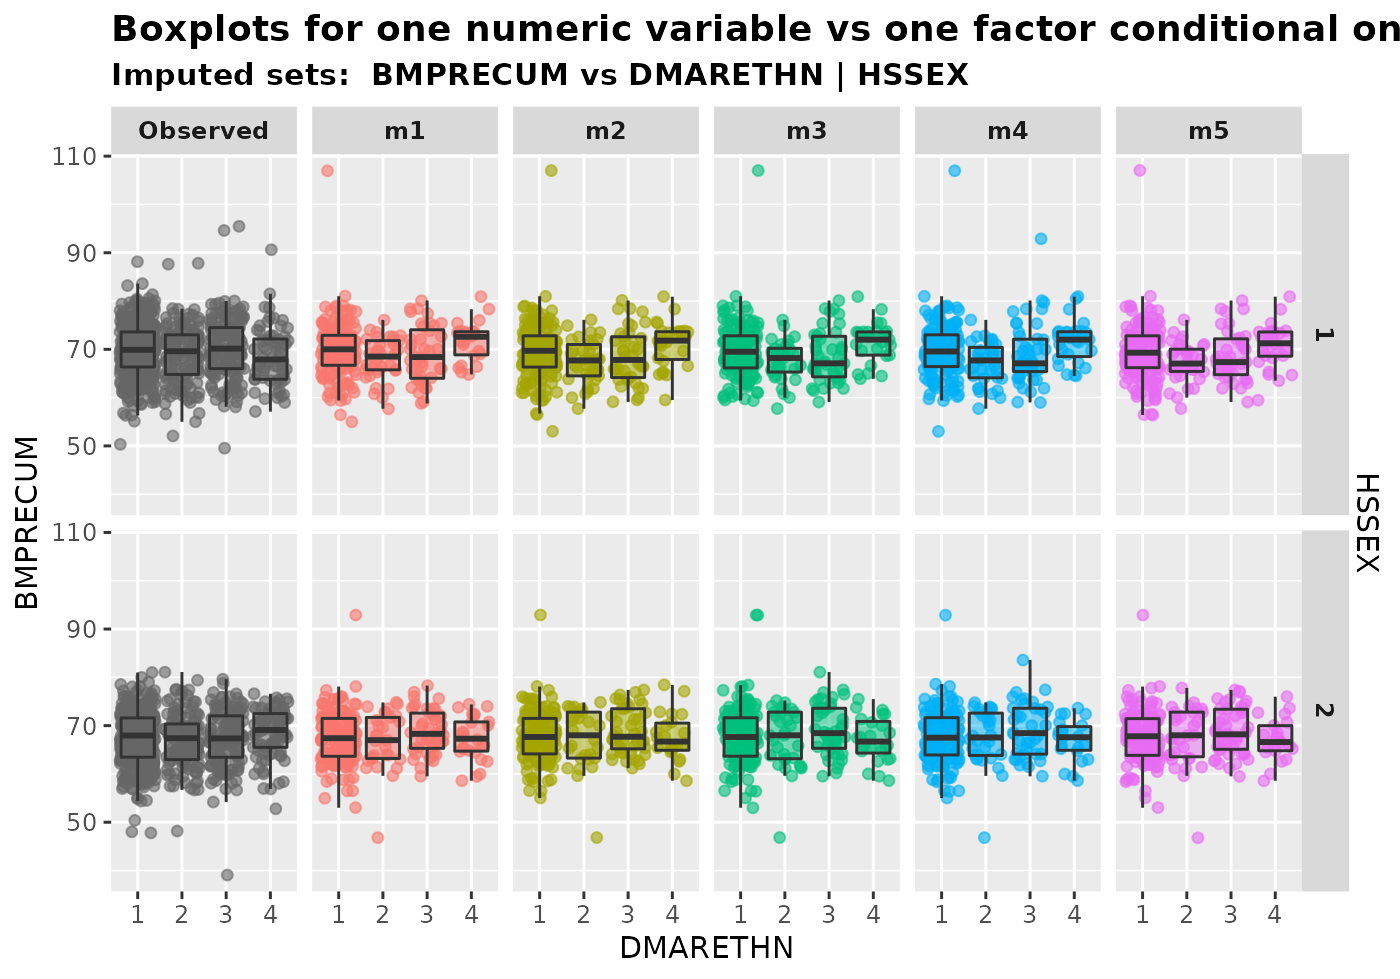 Boxplots for one numeric variable vs one factor conditional on
Imputed sets:  BMPRECUM vs DMARETHN | HSSEX
Observed m1 m2 m3 m4 m5
110
90
70
50
1
110
90
70
50
2
BMPRECUM
HSSEX
1 2 3 4 1 2 3 4 1 2 3 4 1 2 3 4 1 2 3 4 1 2 3 4
DMARETHN